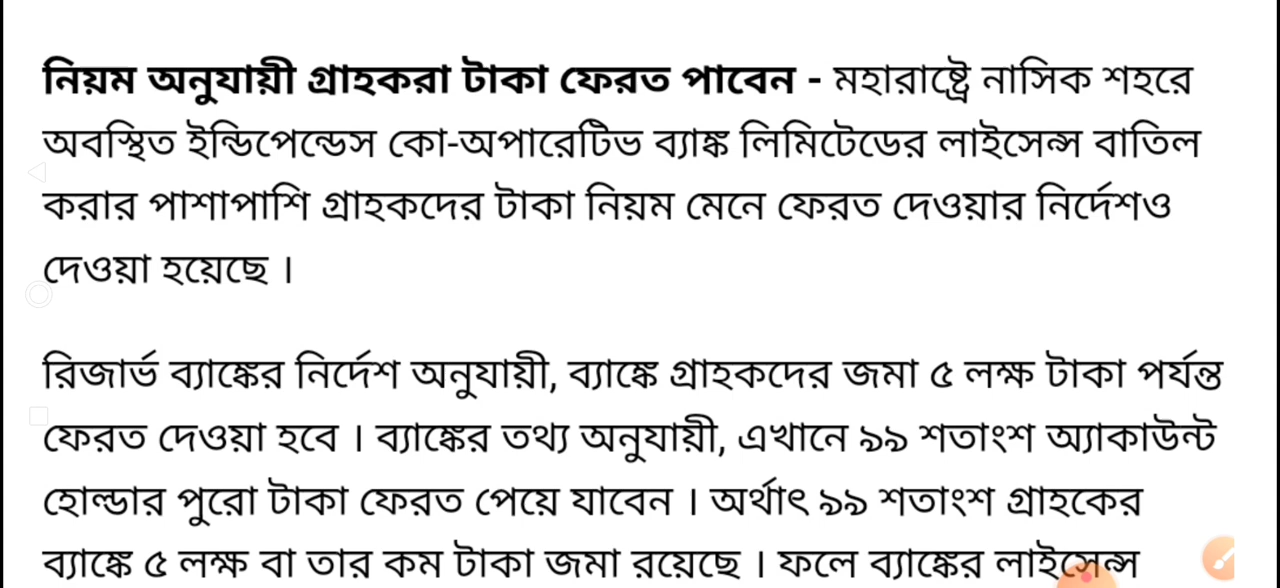 নিয়ম অনুযায়ী গ্রাহকরা টাকা ফেরত পাবেন - মহারাষ্ট্রে নাসিক শহরে
অবস্থিত ইন্ডিপেন্ডেস কো-অপারেটিভ ব্যাঙ্ক লিমিটেডের লাইসেন্স বাতিল
করার পাশাপাশি গ্রাহকদের টাকা নিয়ম মেনে ফেরত দেওয়ার নির্দেশও
দেওয়া হয়েছে ।
রিজার্ভ ব্যাঙ্কের নির্দেশ অনুযায়ী, ব্যাঙ্কে গ্রাহকদের জমা ৫ লক্ষ টাকা পর্যন্ত
ফেরত দেওয়া হবে । ব্যাঙ্কের তথ্য অনুযায়ী, এখানে ৯৯ শতাংশ অ্যাকাউন্ট
হোল্ডার পুরো টাকা ফেরত পেয়ে যাবেন । অর্থাৎ ৯৯ শতাংশ গ্রাহকের
ব্যাঙ্কে ৫ লক্ষ বা তার কম টাকা জমা রয়েছে । ফলে ব্যাঙ্কের লাইসেন্স